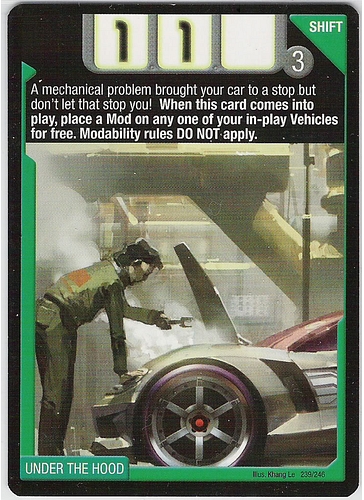 1 1
SHIFT
3
A mechanical problem brought your car to a stop but
don't let that stop you! When this card comes into
play, place a Mod on any one of your in-play Vehicles
for free. Modability rules DO NOT apply.
UNDER THE HOOD
Illus. Khang Le 239/246